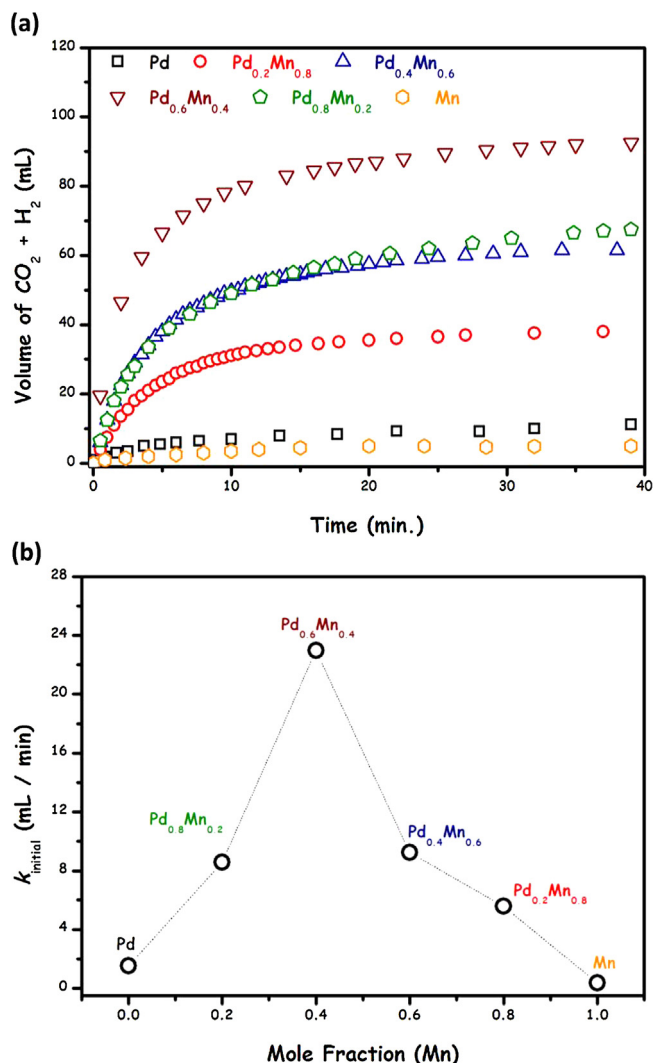 (a)
120
Pd Pd0.2Mn0.8 Pd0.4Mn0.6
Pd0.6Mn0.4 Pd0.8Mn0.2 Mn
100
80
60
40
20
0
Volume of CO2 + H2 (mL)
0 10 20 30 40
Time (min.)
(b)
28
24
20
16
12
8
4
0
kinitial (mL / min)
Pd0.6Mn0.4
Pd0.8Mn0.2
Pd0.4Mn0.6
Pd0.2Mn0.8
Pd
Mn
0.0 0.2 0.4 0.6 0.8 1.0
Mole Fraction (Mn)